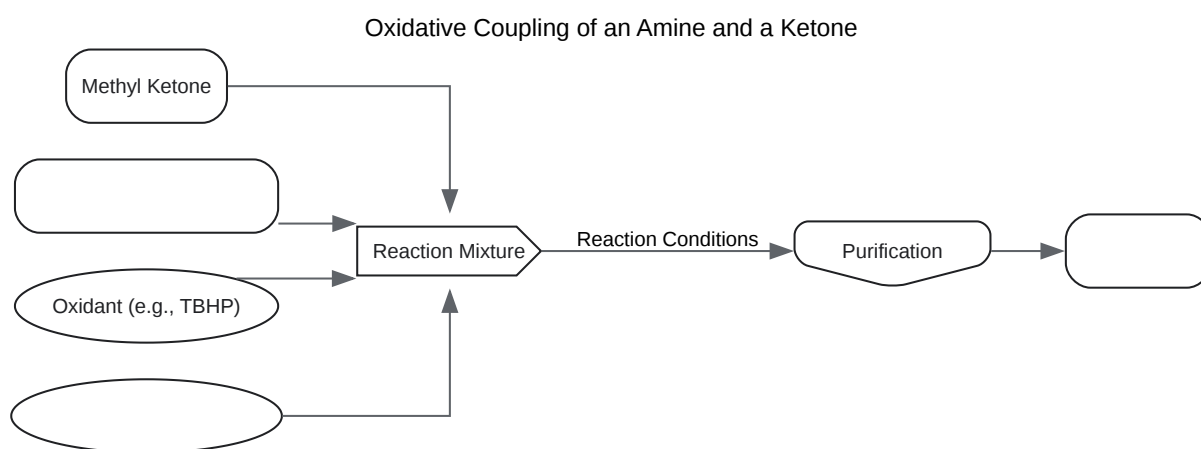 Oxidative Coupling of an Amine and a Ketone
Methyl Ketone
Reaction Mixture
Reaction Conditions
Purification
Oxidant (e.g., TBHP)